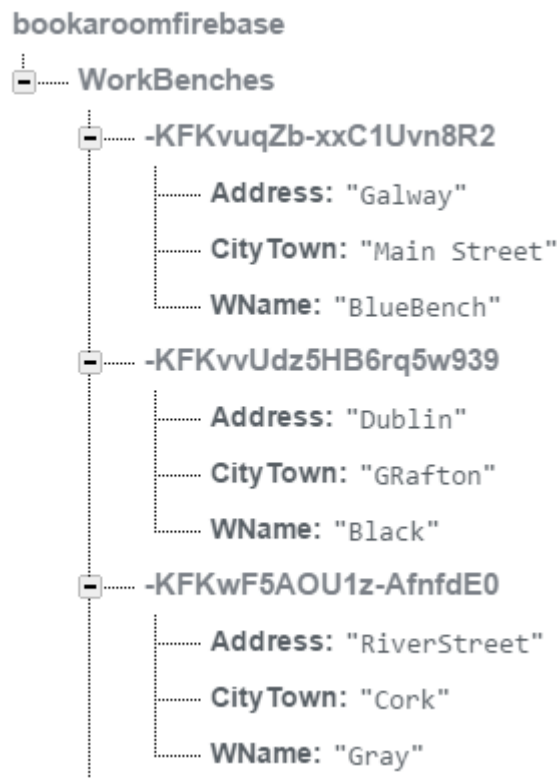 bookaroomfirebase
WorkBenches
-KFKvuqZb-xxC1Uvn8R2
Address: "Galway"
CityTown: "Main Street"
WName: "BlueBench"
-KFKvvUdz5HB6rq5w939
Address: "Dublin"
CityTown: "GRafton"
WName: "Black"
-KFKwF5AOU1z-AfnfdE0
Address: "RiverStreet"
CityTown: "Cork"
WName: "Gray"